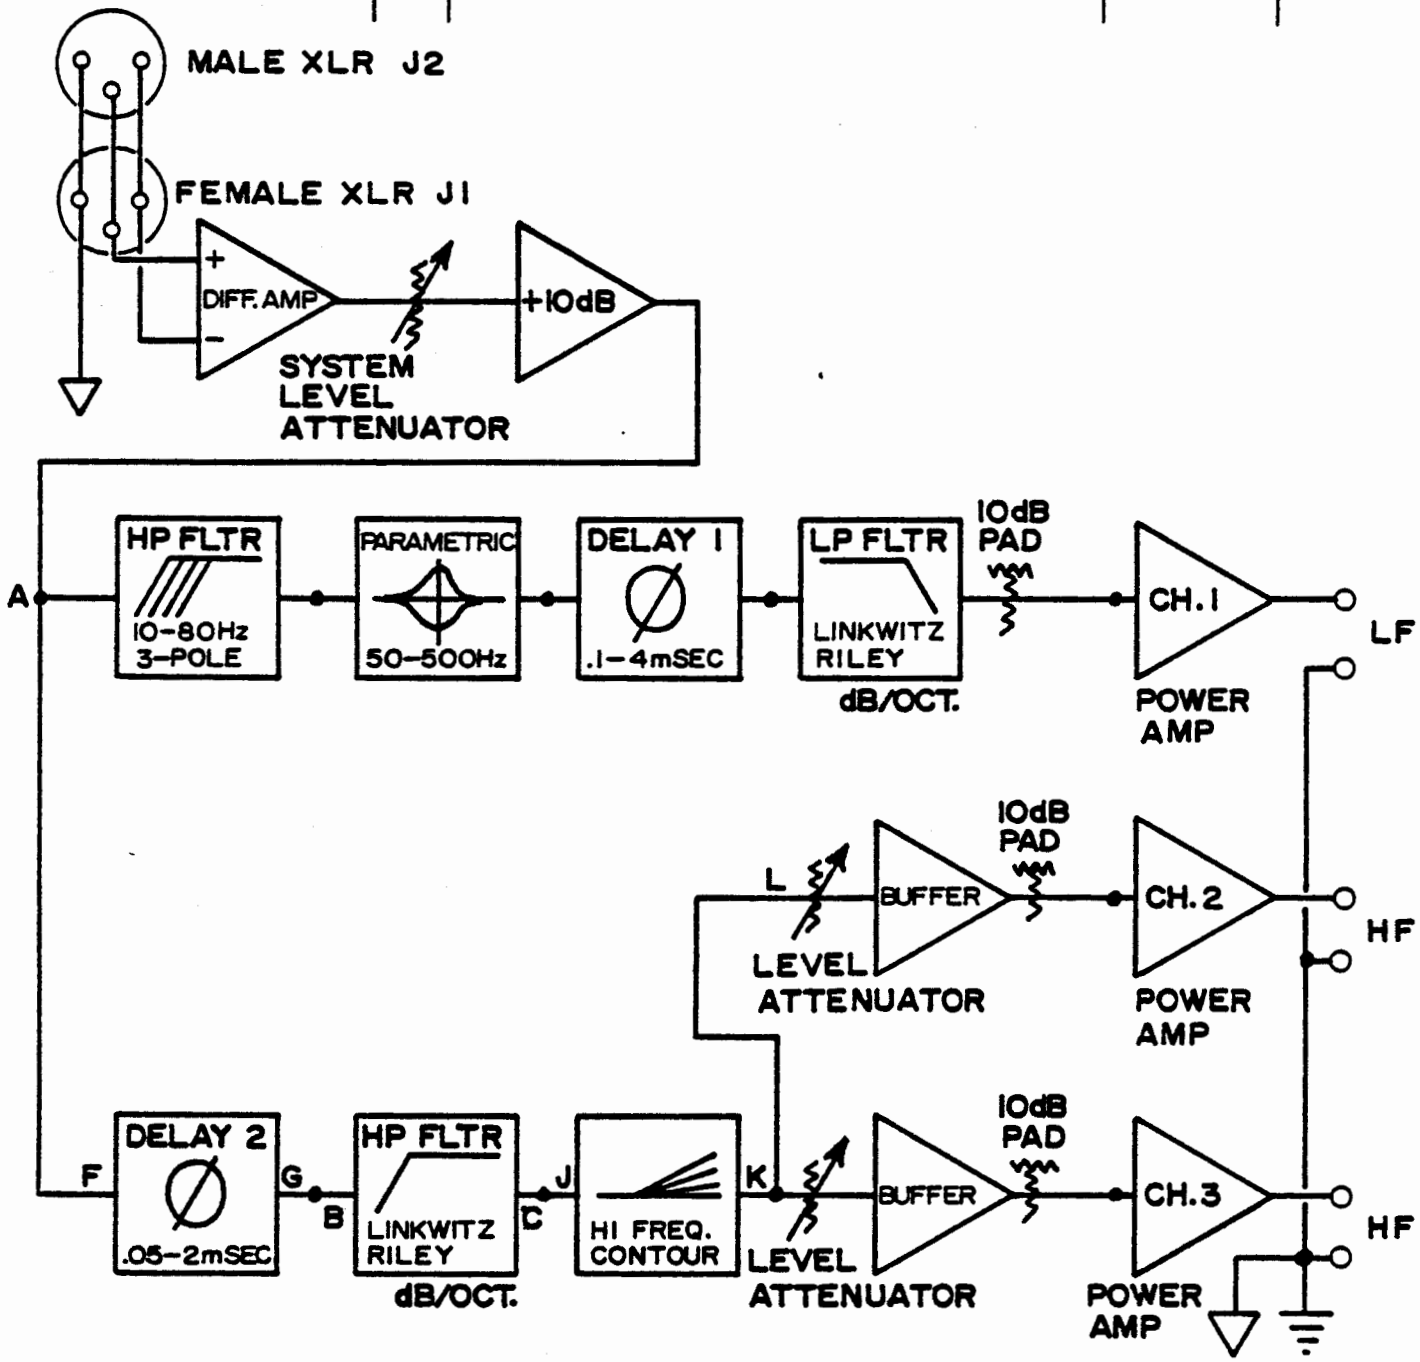 MALE XLR J2
FEMALE XLR J1
+
DIFF. AMP
-
+10dB
SYSTEM
LEVEL
ATTENUATOR
A
HP FLTR
10-80Hz
3-POLE
PARAMETRIC
50-500Hz
DELAY 1
.1-4mSEC
LP FLTR
LINKWITZ
RILEY
dB/OCT.
10dB
PAD
CH. 1
POWER
AMP
LF
L
LEVEL
ATTENUATOR
BUFFER
10dB
PAD
CH. 2
POWER
AMP
HF
F
DELAY 2
.05-2mSEC
G
B
HP FLTR
LINKWITZ
RILEY
dB/OCT.
C
J
HI FREQ.
CONTOUR
K
LEVEL
ATTENUATOR
BUFFER
10dB
PAD
CH. 3
POWER
AMP
HF